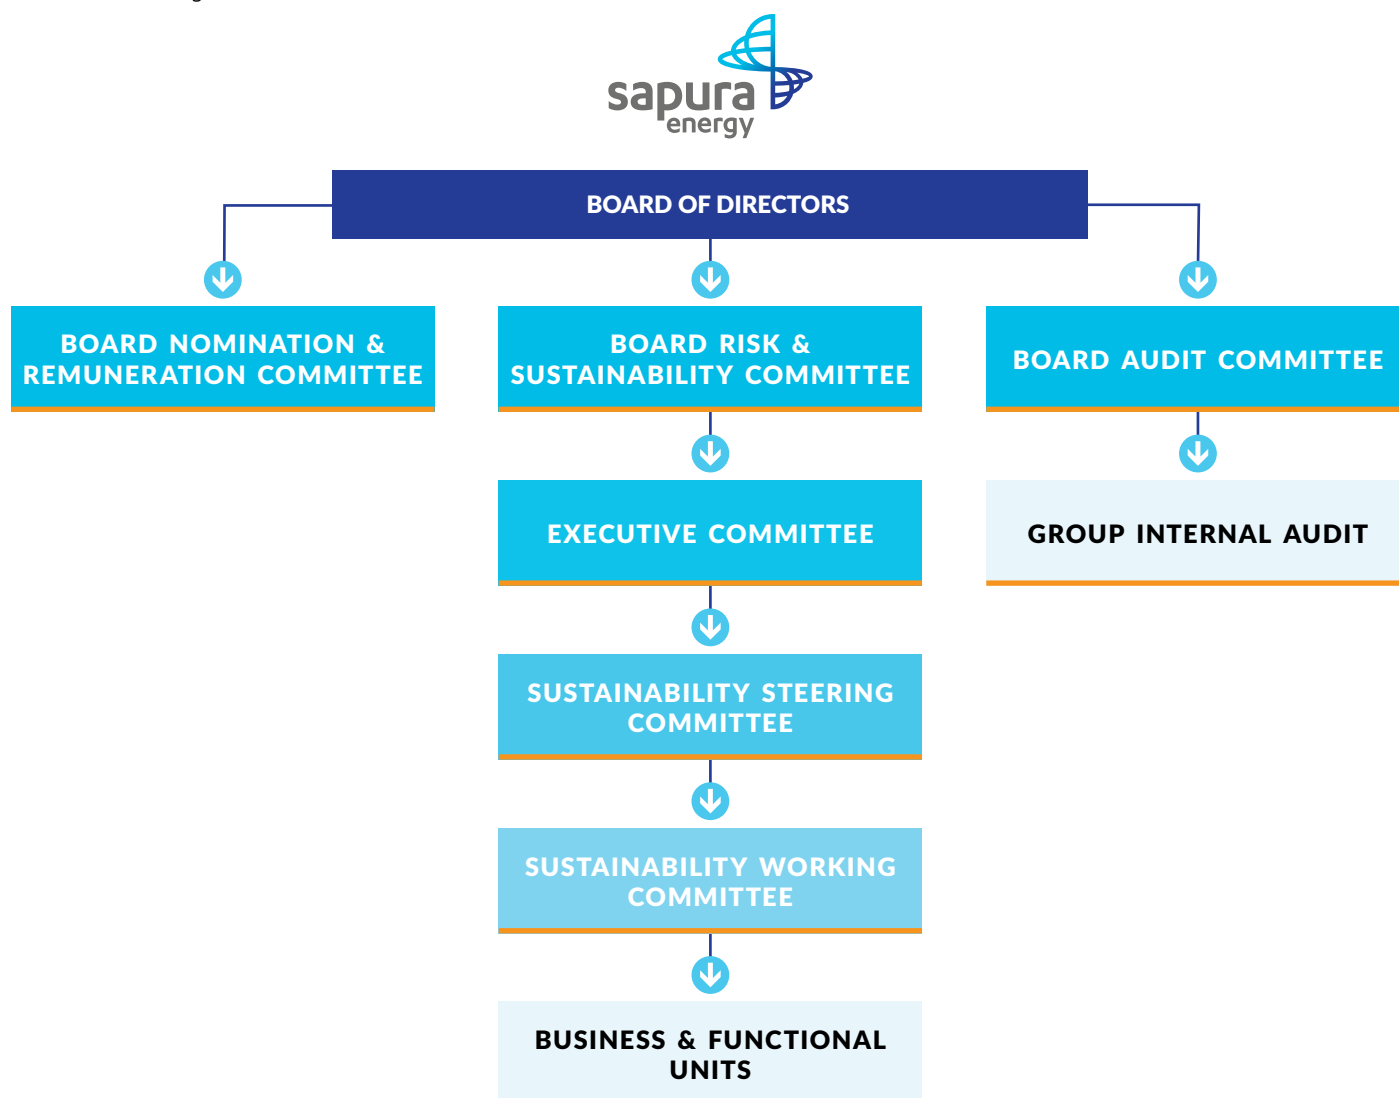 sapura
energy
BOARD OF DIRECTORS
BOARD NOMINATION &
REMUNERATION COMMITTEE
BOARD RISK &
SUSTAINABILITY COMMITTEE
BOARD AUDIT COMMITTEE
EXECUTIVE COMMITTEE
GROUP INTERNAL AUDIT
SUSTAINABILITY STEERING
COMMITTEE
SUSTAINABILITY WORKING
COMMITTEE
BUSINESS & FUNCTIONAL
UNITS